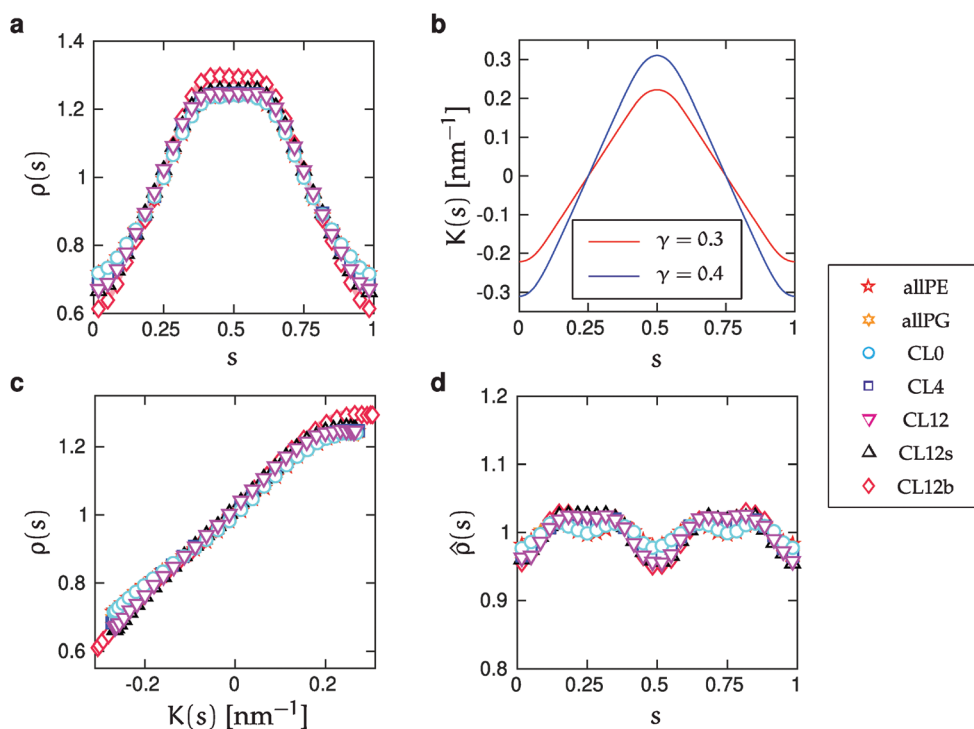 a
1.4
1.2
1
0.8
0.6
ρ(s)
0
0.25
0.5
0.75
1
s
b
0.3
0.2
0.1
0
-0.1
-0.2
-0.3
K(s) [nm⁻¹]
γ = 0.3
γ = 0.4
0
0.25
0.5
0.75
1
s
c
1.2
1.0
0.8
0.6
ρ(s)
-0.2
0
0.2
K(s) [nm⁻¹]
d
1.2
1.1
1.0
0.9
0.8
ρ̂(s)
0
0.25
0.5
0.75
1
s
allPE
allPG
CL0
CL4
CL12
CL12s
CL12b